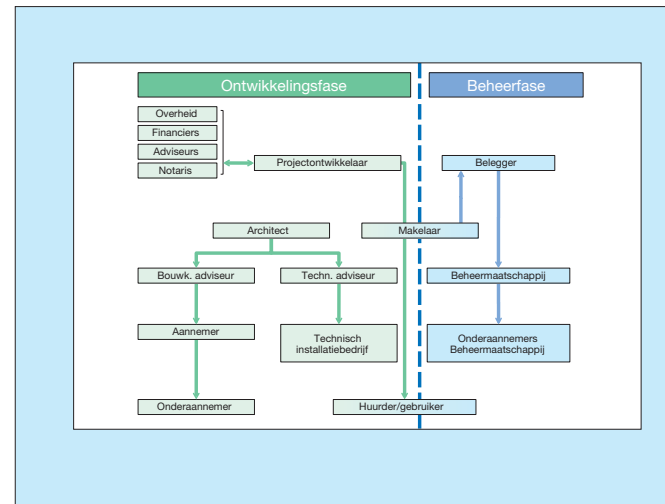 Ontwikkelingsfase
Beheerfase
Overheid
Financiers
Adviseurs
Notaris
Projectontwikkelaar
Belegger
Architect
Makelaar
Bouwk. adviseur
Techn. adviseur
Beheermaatschappij
Aannemer
Technisch
installatiebedrijf
Onderaannemers
Beheermaatschappij
Onderaannemer
Huurder/gebruiker